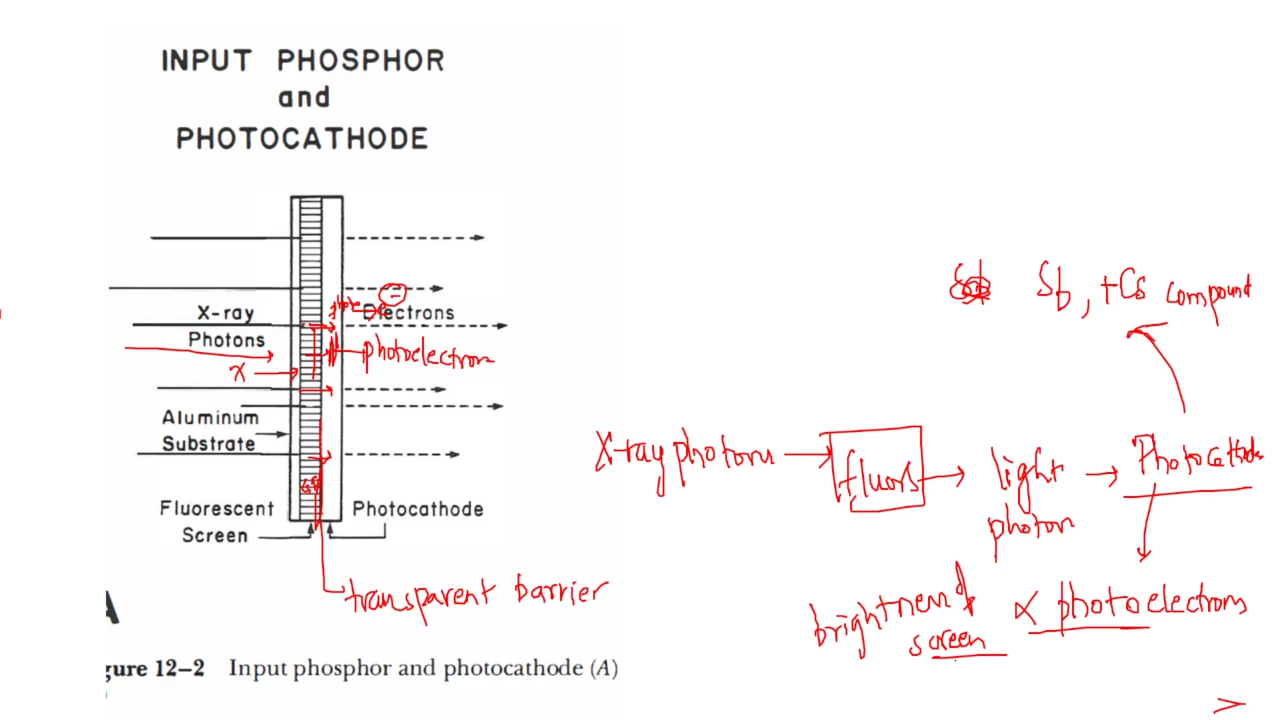 INPUT PHOSPHOR
and
PHOTOCATHODE
Sb, +Cs compound
X-ray
Photons
Electrons
photoelectron
x
Aluminum
Substrate
Fluorescent
Screen
Photocathode
transparent barrier
X-ray photons → fluors → light photon → Photocathode
brightness of screen ∝ photoelectrons
A
gure 12–2 Input phosphor and photocathode (A)
>